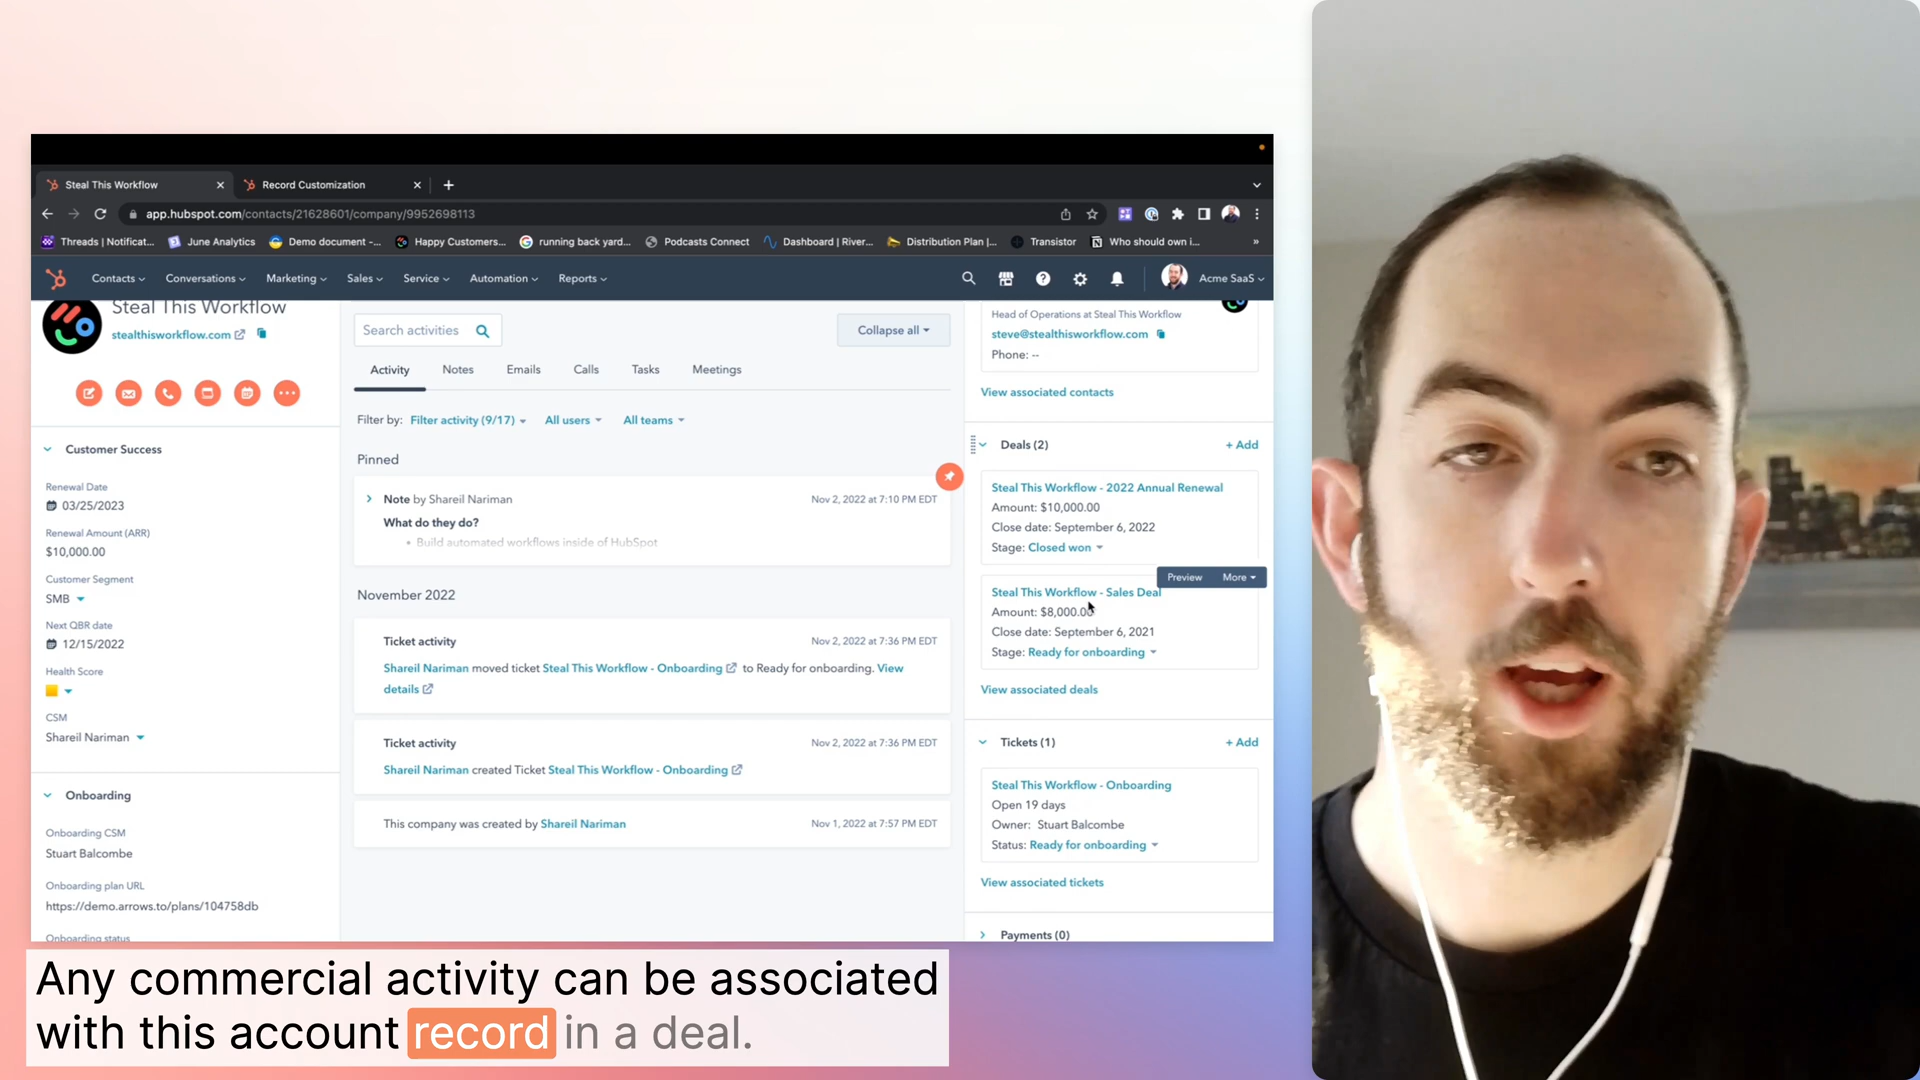 Steal This Workflow
Record Customization
app.hubspot.com/contacts/21628601/company/9952698113
Threads | Notificat...
June Analytics
Demo document -...
Happy Customers...
running back yard...
Podcasts Connect
Dashboard | River...
Distribution Plan |...
Transistor
Who should own i...
»
Contacts
Conversations
Marketing
Sales
Service
Automation
Reports
Acme SaaS
Steal This Workflow
stealthisworkflow.com
Customer Success
Renewal Date
03/25/2023
Renewal Amount (ARR)
$10,000.00
Customer Segment
SMB
Next QBR date
12/15/2022
Health Score
CSM
Shareil Nariman
Onboarding
Onboarding CSM
Stuart Balcombe
Onboarding plan URL
https://demo.arrows.to/plans/104758db
Onboarding status
Search activities
Collapse all
Activity
Notes
Emails
Calls
Tasks
Meetings
Filter by: Filter activity (9/17) All users All teams
Pinned
Note by Shareil Nariman
Nov 2, 2022 at 7:10 PM EDT
What do they do?
• Build automated workflows inside of HubSpot
November 2022
Ticket activity
Nov 2, 2022 at 7:36 PM EDT
Shareil Nariman moved ticket Steal This Workflow - Onboarding to Ready for onboarding. View
details
Ticket activity
Nov 2, 2022 at 7:36 PM EDT
Shareil Nariman created Ticket Steal This Workflow - Onboarding
This company was created by Shareil Nariman
Nov 1, 2022 at 7:57 PM EDT
Head of Operations at Steal This Workflow
steve@stealthisworkflow.com
Phone: --
View associated contacts
Deals (2)
+ Add
Steal This Workflow - 2022 Annual Renewal
Amount: $10,000.00
Close date: September 6, 2022
Stage: Closed won
Preview
More
Steal This Workflow - Sales Deal
Amount: $8,000.00
Close date: September 6, 2021
Stage: Ready for onboarding
View associated deals
Tickets (1)
+ Add
Steal This Workflow - Onboarding
Open 19 days
Owner: Stuart Balcombe
Status: Ready for onboarding
View associated tickets
Payments (0)
Any commercial activity can be associated
with this account record in a deal.